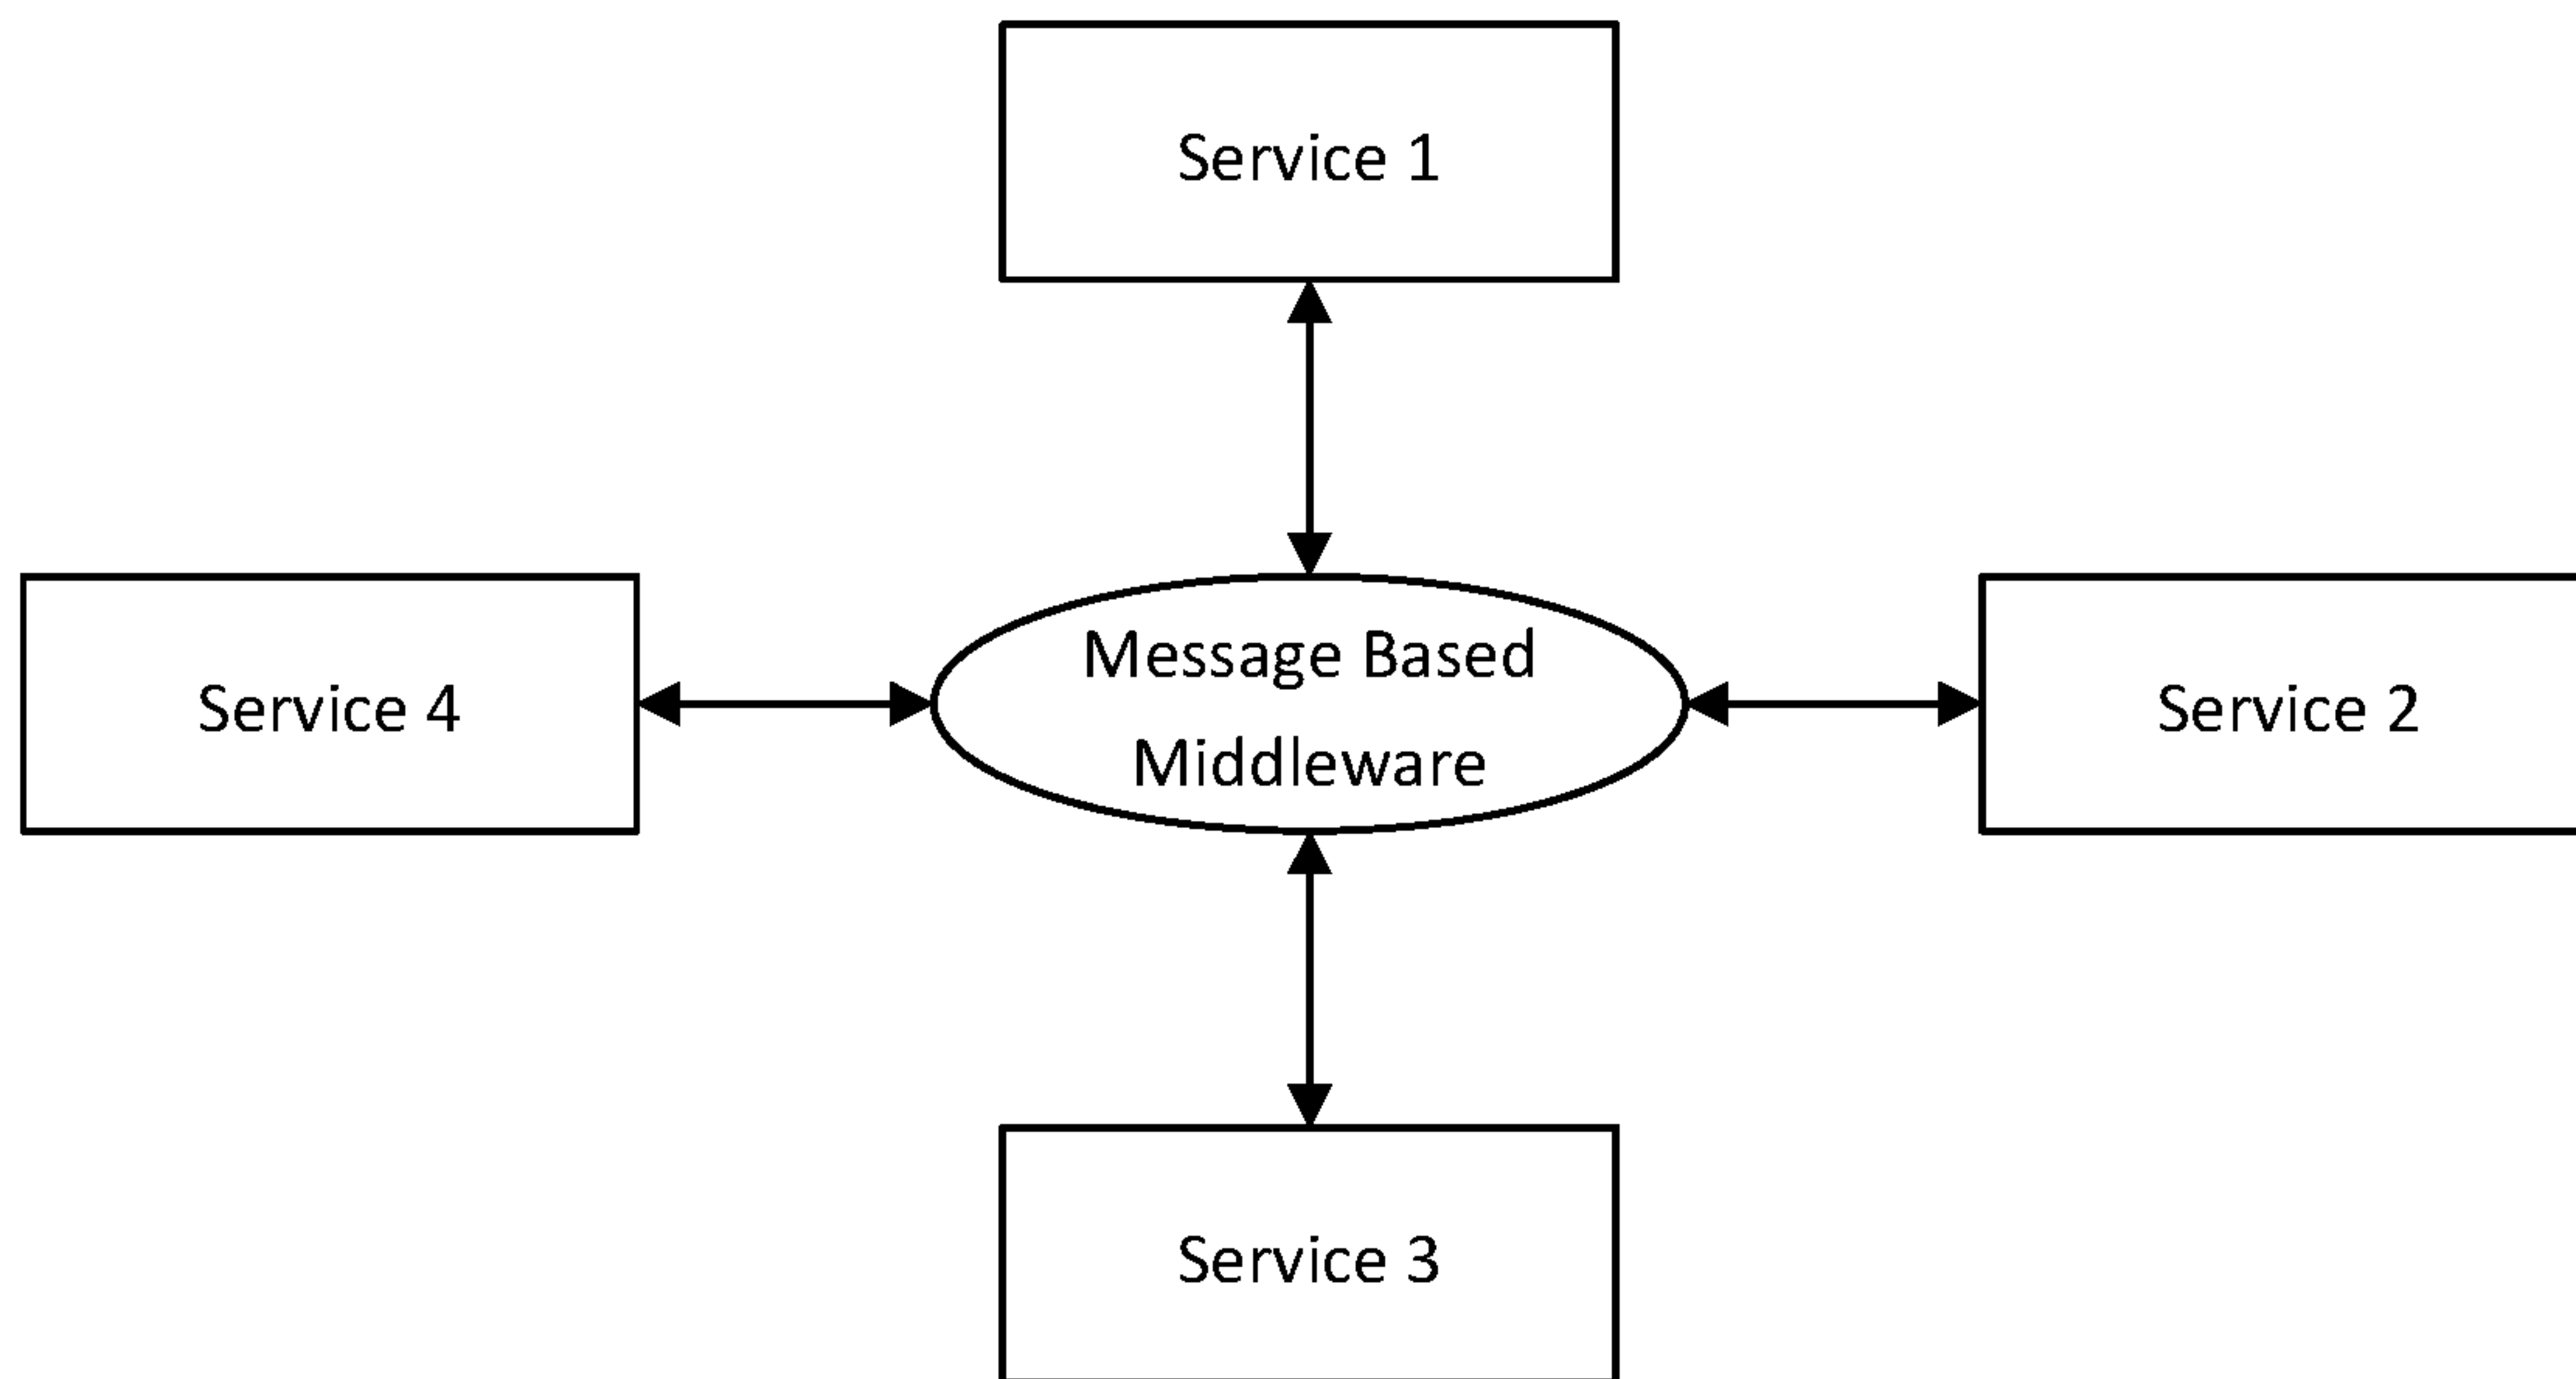 Service 1
Service 4
Message Based
Middleware
Service 2
Service 3